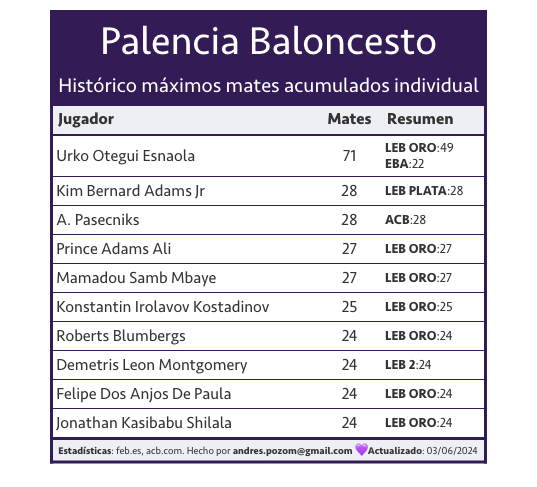 Palencia Baloncesto
Histórico máximos mates acumulados individual
Jugador Mates Resumen
Urko Otegui Esnaola 71 LEB ORO:49
EBA:22
Kim Bernard Adams Jr 28 LEB PLATA:28
A. Pasecniks 28 ACB:28
Prince Adams Ali 27 LEB ORO:27
Mamadou Samb Mbaye 27 LEB ORO:27
Konstantin Irolavov Kostadinov 25 LEB ORO:25
Roberts Blumbergs 24 LEB ORO:24
Demetris Leon Montgomery 24 LEB 2:24
Felipe Dos Anjos De Paula 24 LEB ORO:24
Jonathan Kasibabu Shilala 24 LEB ORO:24
Estadísticas: feb.es, acb.com. Hecho por andres.pozom@gmail.com 💜Actualizado: 03/06/2024